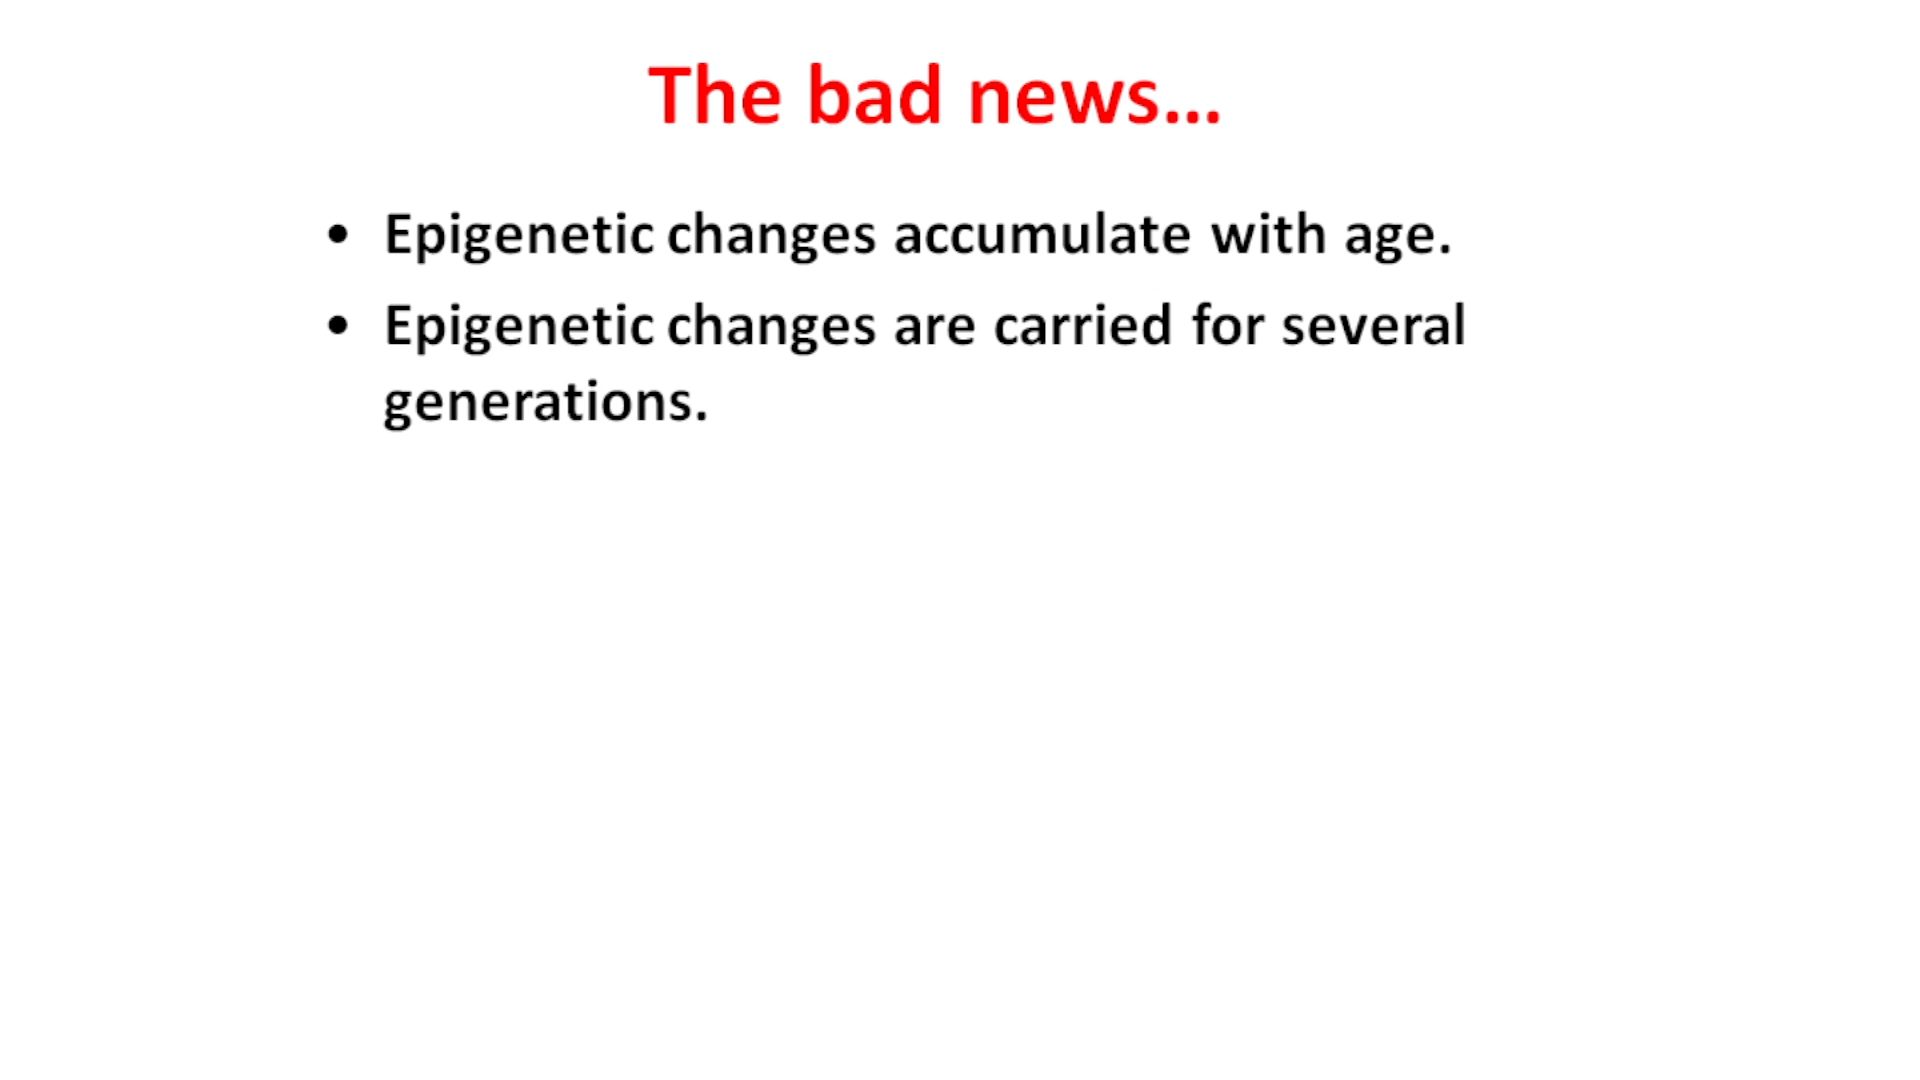 The bad news...
• Epigenetic changes accumulate with age.
• Epigenetic changes are carried for several
generations.